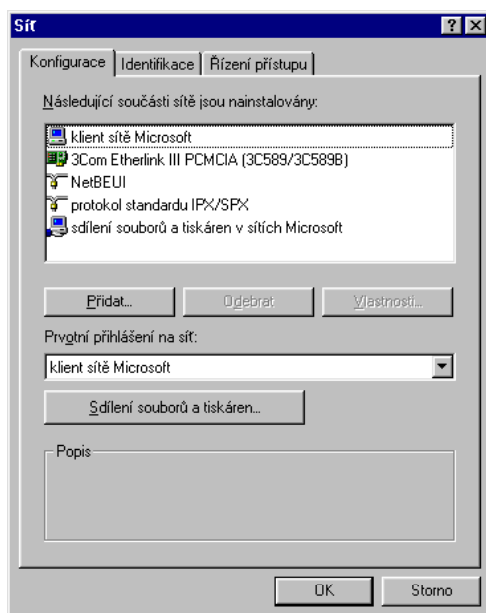 Síť
Konfigurace Identifikace Řízení přístupu
Následující součásti sítě jsou nainstalovány:
klient sítě Microsoft
3Com Etherlink III PCMCIA (3C589/3C589B)
NetBEUI
protokol standardu IPX/SPX
sdílení souborů a tiskáren v sítích Microsoft
Přidat... Odebrat Vlastnosti...
Prvotní přihlášení na síť:
klient sítě Microsoft
Sdílení souborů a tiskáren...
Popis
OK Storno